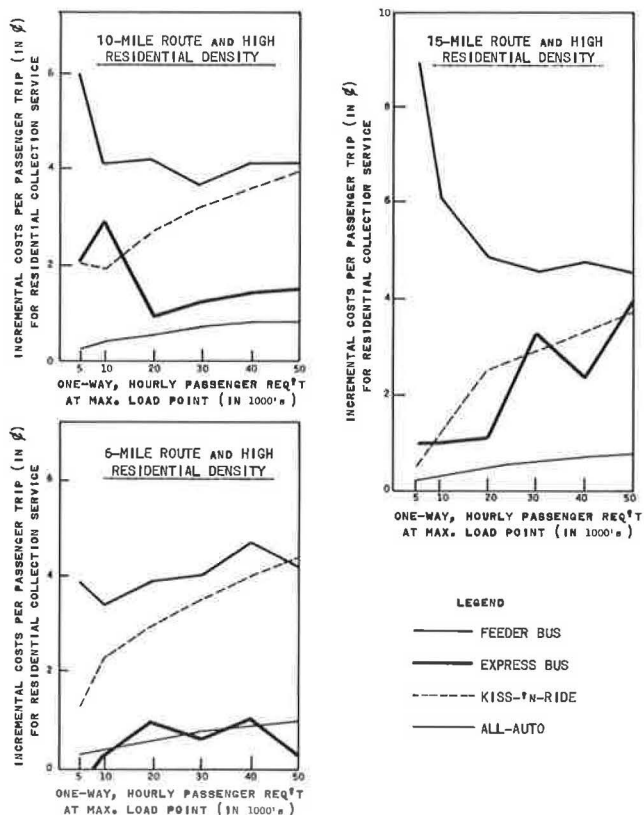 10-MILE ROUTE AND HIGH
RESIDENTIAL DENSITY
INCREMENTAL COSTS PER PASSENGER TRIP (IN ¢)
FOR RESIDENTIAL COLLECTION SERVICE
6
4
2
0
5 10 20 30 40 50
ONE-WAY, HOURLY PASSENGER REQ'T
AT MAX. LOAD POINT (IN 1000's)
15-MILE ROUTE AND HIGH
RESIDENTIAL DENSITY
INCREMENTAL COSTS PER PASSENGER TRIP (IN ¢)
FOR RESIDENTIAL COLLECTION SERVICE
10
8
6
4
2
0
5 10 20 30 40 50
ONE-WAY, HOURLY PASSENGER REQ'T
AT MAX. LOAD POINT (IN 1000's)
6-MILE ROUTE AND HIGH
RESIDENTIAL DENSITY
INCREMENTAL COSTS PER PASSENGER TRIP (IN ¢)
FOR RESIDENTIAL COLLECTION SERVICE
6
4
2
0
5 10 20 30 40 50
ONE-WAY, HOURLY PASSENGER REQ'T
AT MAX. LOAD POINT (IN 1000's)
LEGEND
FEEDER BUS
EXPRESS BUS
KISS-'N-RIDE
ALL-AUTO